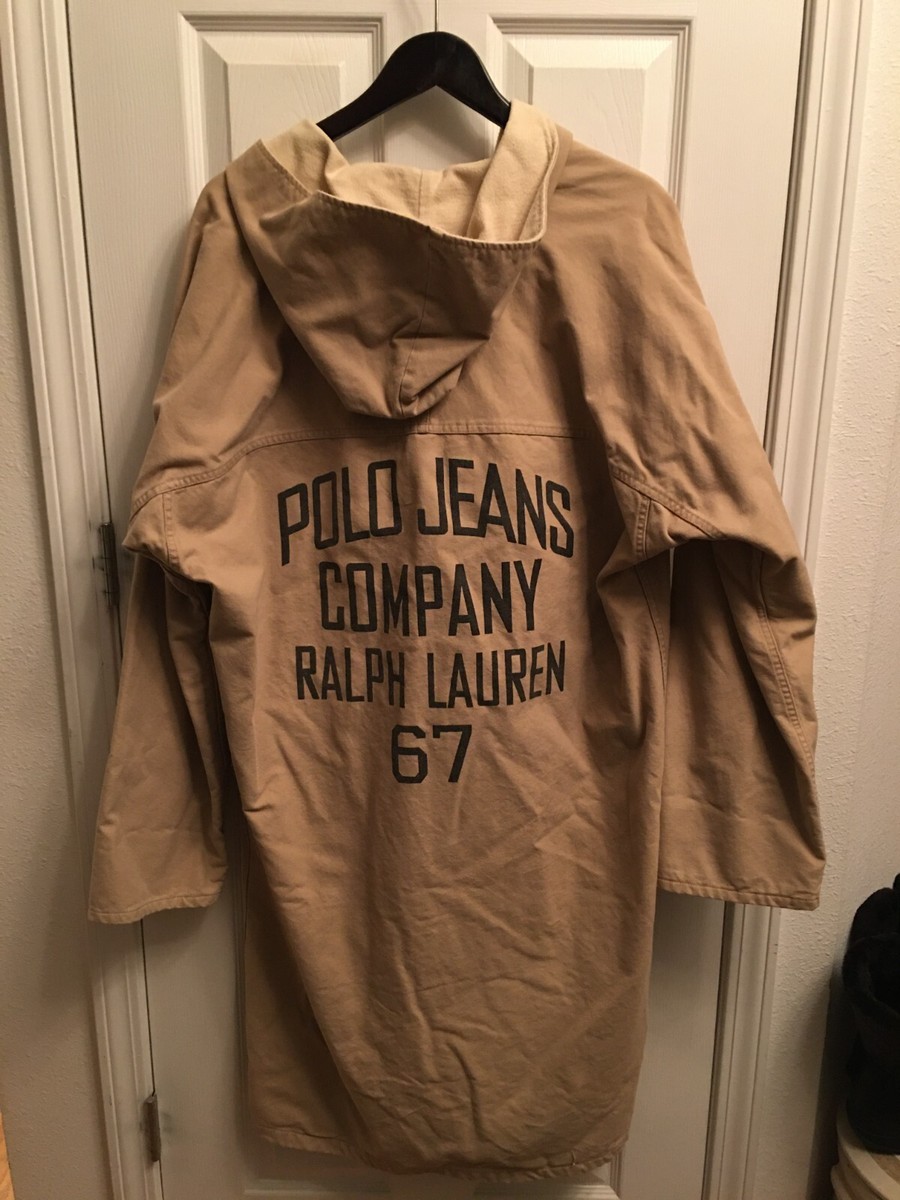 POLO JEANS
COMPANY
RALPH LAUREN
67